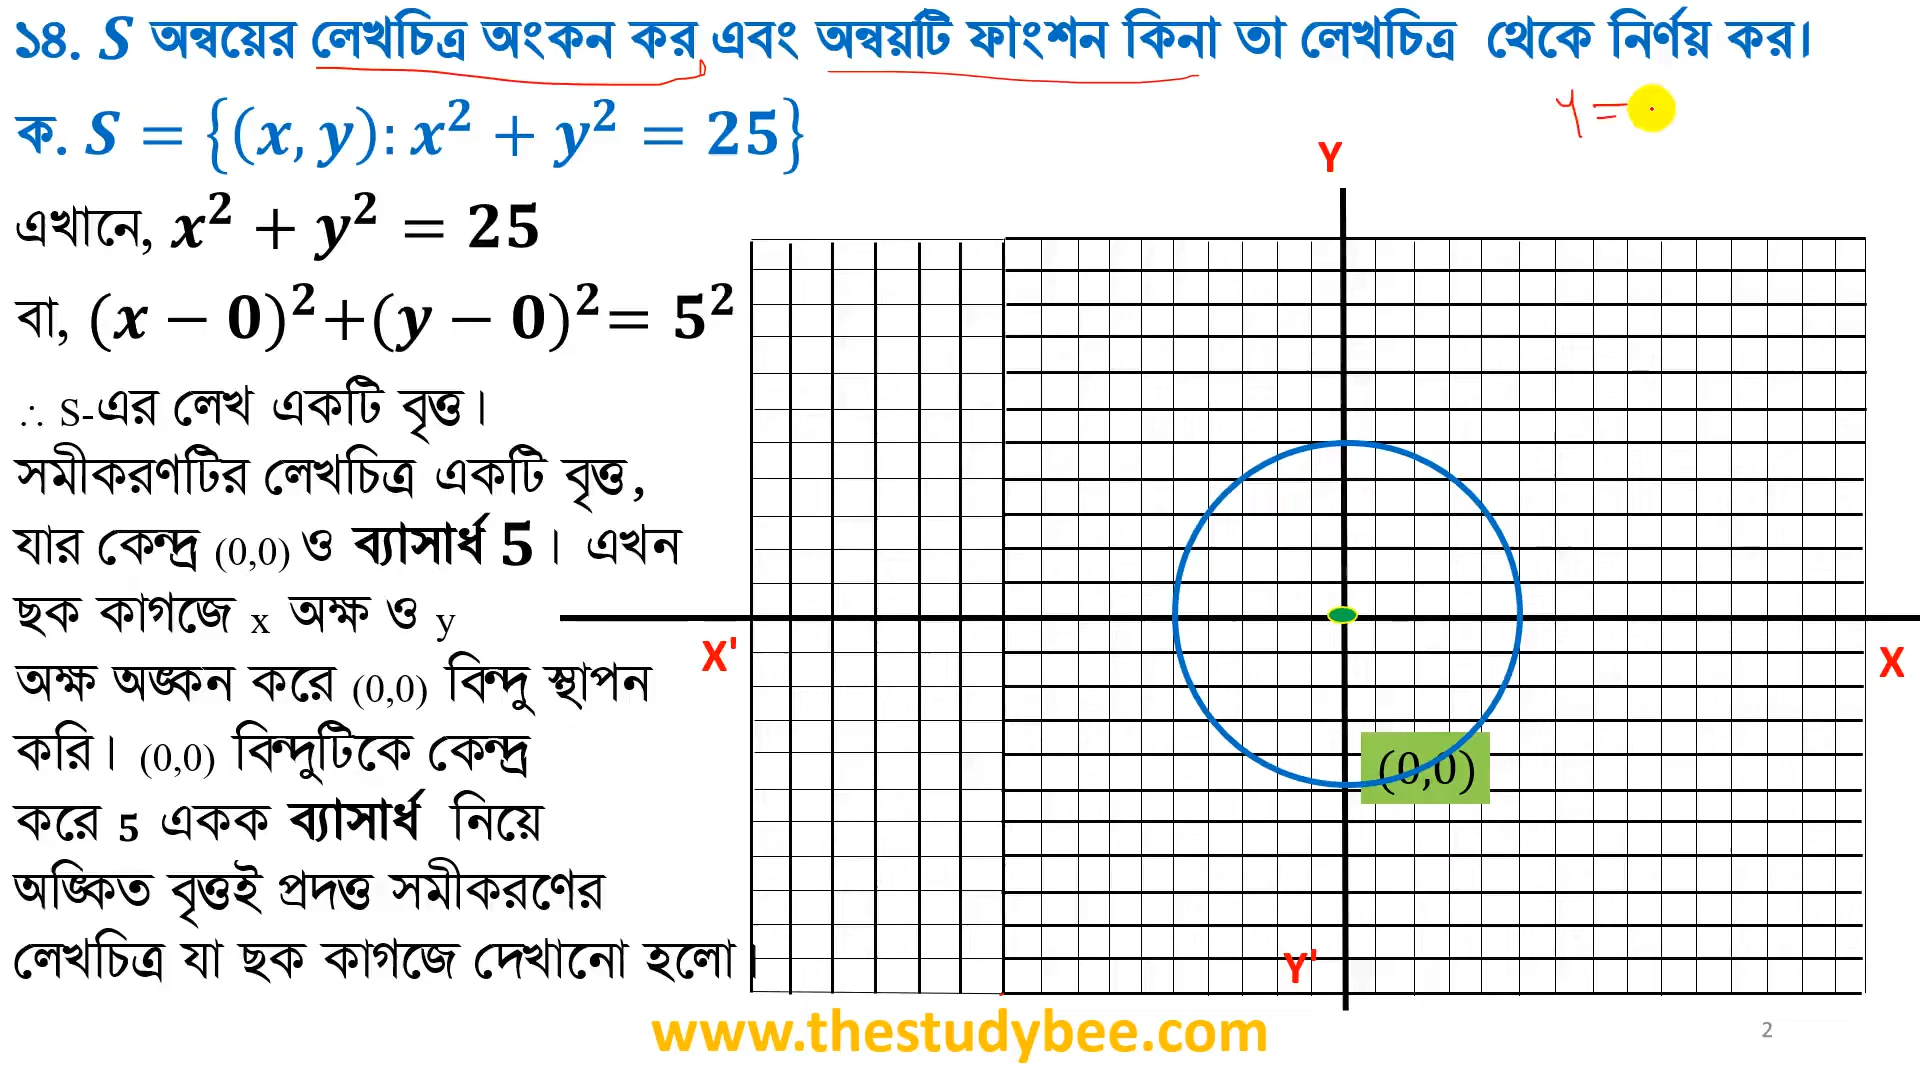 ১৪. S অন্বয়ের লেখচিত্র অংকন কর এবং অন্বয়টি ফাংশন কিনা তা লেখচিত্র থেকে নির্ণয় কর।
ক. S = {(x, y): x² + y² = 25}
y =
এখানে, x² + y² = 25
বা, (x − 0)²+(y − 0)²= 5²
∴ S-এর লেখ একটি বৃত্ত।
সমীকরণটির লেখচিত্র একটি বৃত্ত,
যার কেন্দ্র (0,0) ও ব্যাসার্ধ 5। এখন
ছক কাগজে x অক্ষ ও y
অক্ষ অঙ্কন করে (0,0) বিন্দু স্থাপন
করি। (0,0) বিন্দুটিকে কেন্দ্র
করে 5 একক ব্যাসার্ধ নিয়ে
অঙ্কিত বৃত্তই প্রদত্ত সমীকরণের
লেখচিত্র যা ছক কাগজে দেখানো হলো।
Y
X'
X
(0,0)
Y'
www.thestudybee.com
2